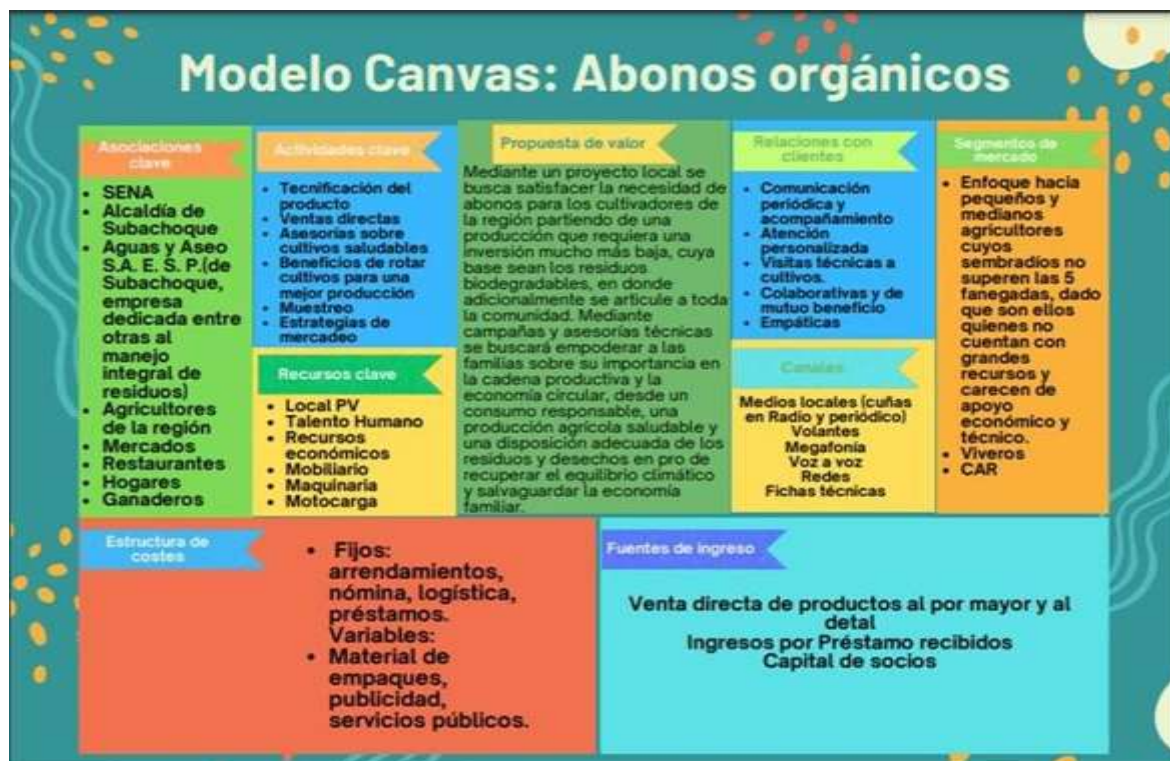 Modelo Canvas: Abonos orgánicos
Asociaciones
clave
• SENA
• Alcaldía de
Subachoque
• Aguas y Aseo
S.A. E. S. P.(de
Subachoque,
empresa
dedicada entre
otras al
manejo
integral de
residuos)
• Agricultores
de la región
• Mercados
• Restaurantes
• Hogares
• Ganaderos
Actividades clave
• Tecnificación del
producto
• Ventas directas
• Asesorías sobre
cultivos saludables
• Beneficios de rotar
cultivos para una
mejor producción
• Muestreo
• Estrategias de
mercadeo
Recursos clave
• Local PV
• Talento Humano
• Recursos
económicos
• Mobiliario
• Maquinaria
• Motocarga
Propuesta de valor
Mediante un proyecto local se
busca satisfacer la necesidad de
abonos para los cultivadores de
la región partiendo de una
producción que requiera una
inversión mucho más baja, cuya
base sean los residuos
biodegradables, en donde
adicionalmente se articule a toda
la comunidad. Mediante
campañas y asesorías técnicas
se buscará empoderar a las
familias sobre su importancia en
la cadena productiva y la
economía circular, desde un
consumo responsable, una
producción agrícola saludable y
una disposición adecuada de los
residuos y desechos en pro de
recuperar el equilibrio climático
y salvaguardar la economía
familiar.
Relaciones con
clientes
• Comunicación
periódica y
acompañamiento
• Atención
personalizada
• Visitas técnicas a
cultivos.
• Colaborativas y de
mutuo beneficio
• Empáticas
Canales
Medios locales (cuñas
en Radio y periódico)
Volantes
Megafonía
Voz a voz
Redes
Fichas técnicas
Segmentos de
mercado
• Enfoque hacia
pequeños y
medianos
agricultores
cuyos
sembradíos no
superen las 5
fanegadas, dado
que son ellos
quienes no
cuentan con
grandes
recursos y
carecen de
apoyo
económico y
técnico.
• Viveros
• CAR
Estructura de
costes
• Fijos:
arrendamientos,
nómina, logística,
préstamos.
Variables:
• Material de
empaques,
publicidad,
servicios públicos.
Fuentes de ingreso
Venta directa de productos al por mayor y al
detal
Ingresos por Préstamo recibidos
Capital de socios